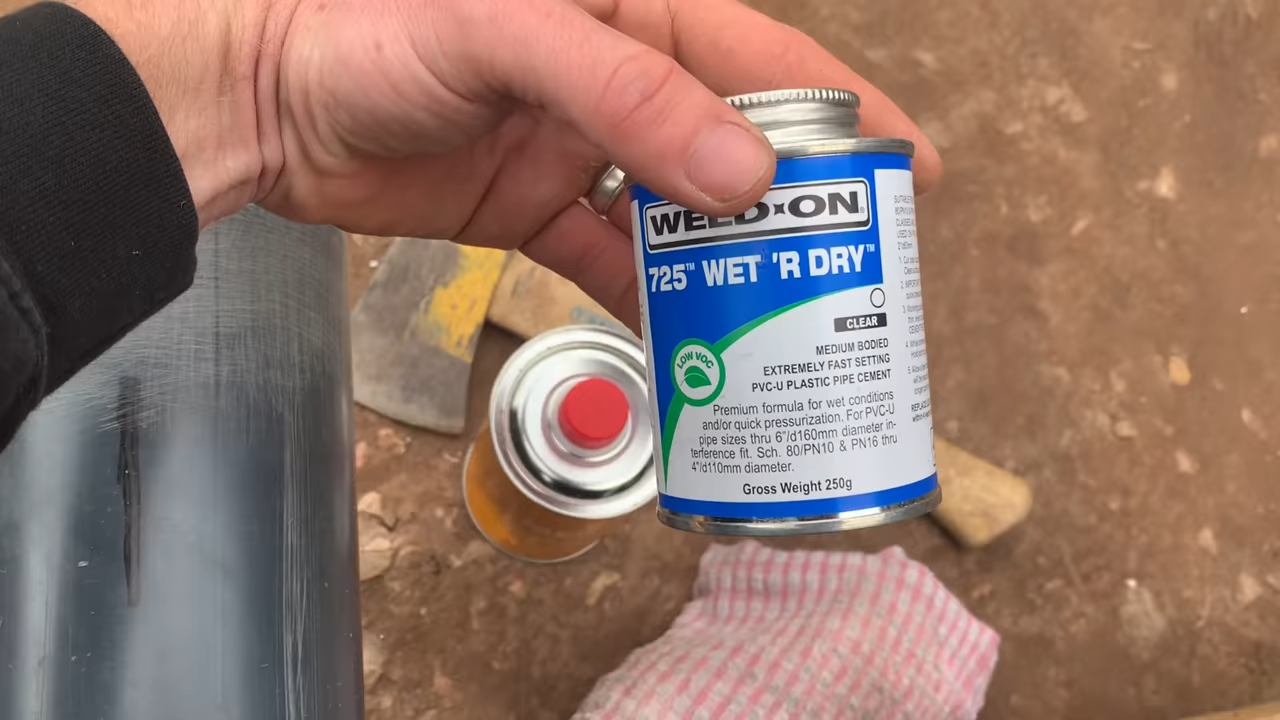 WELD-ON
725™ WET 'R DRY™
CLEAR
LOW VOC
MEDIUM BODIED
EXTREMELY FAST SETTING
PVC-U PLASTIC PIPE CEMENT
Premium formula for wet conditions
and/or quick pressurization. For PVC-U
pipe sizes thru 6"/d160mm diameter in-
terference fit. Sch. 80/PN10 & PN16 thru
4"/d110mm diameter.
Gross Weight 250g